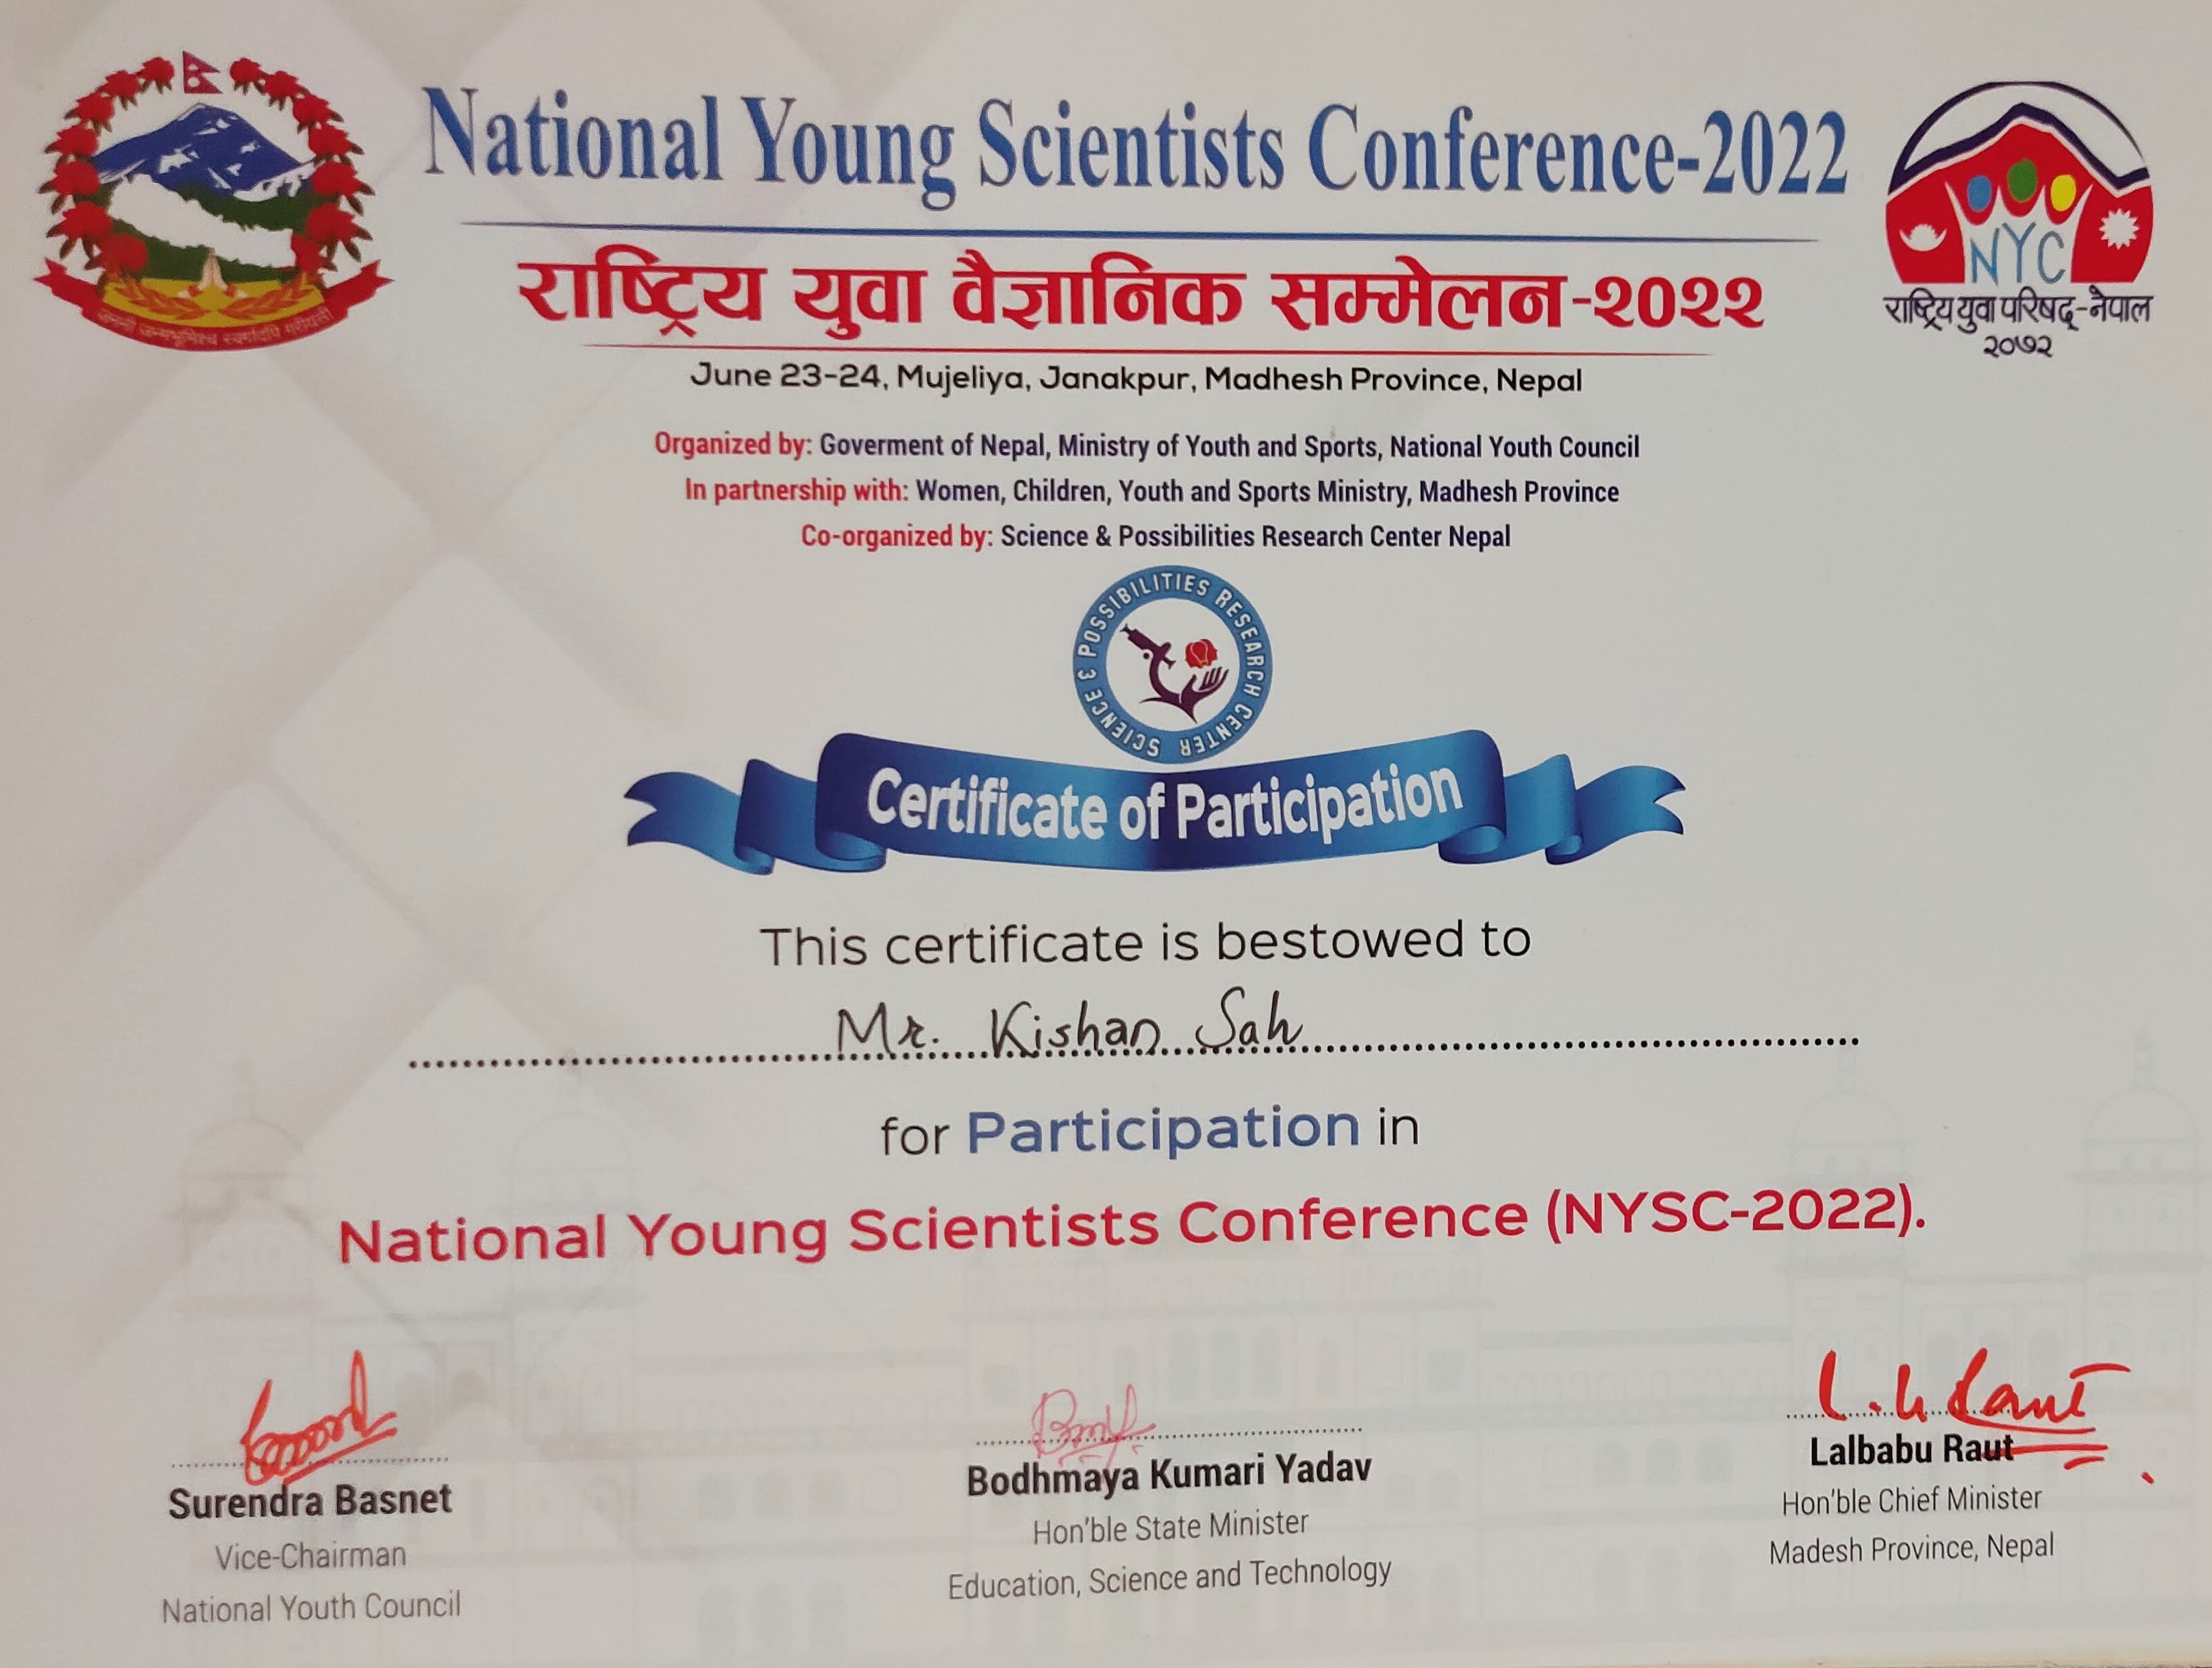 National Young Scientists Conference-2022
राष्ट्रिय युवा वैज्ञानिक सम्मेलन-२०२२
जननी जन्मभूमिश्च स्वर्गादपि गरीयसी
NYC
राष्ट्रिय युवा परिषद्-नेपाल
२०७२
June 23-24, Mujeliya, Janakpur, Madhesh Province, Nepal
Organized by: Goverment of Nepal, Ministry of Youth and Sports, National Youth Council
In partnership with: Women, Children, Youth and Sports Ministry, Madhesh Province
Co-organized by: Science & Possibilities Research Center Nepal
SCIENCE & POSSIBILITIES RESEARCH CENTER
Certificate of Participation
This certificate is bestowed to
Mr. Kishan Sah
for Participation in
National Young Scientists Conference (NYSC-2022).
Surendra Basnet
Vice-Chairman
National Youth Council
Bodhmaya Kumari Yadav
Hon'ble State Minister
Education, Science and Technology
Lalbabu Raut
Hon'ble Chief Minister
Madesh Province, Nepal